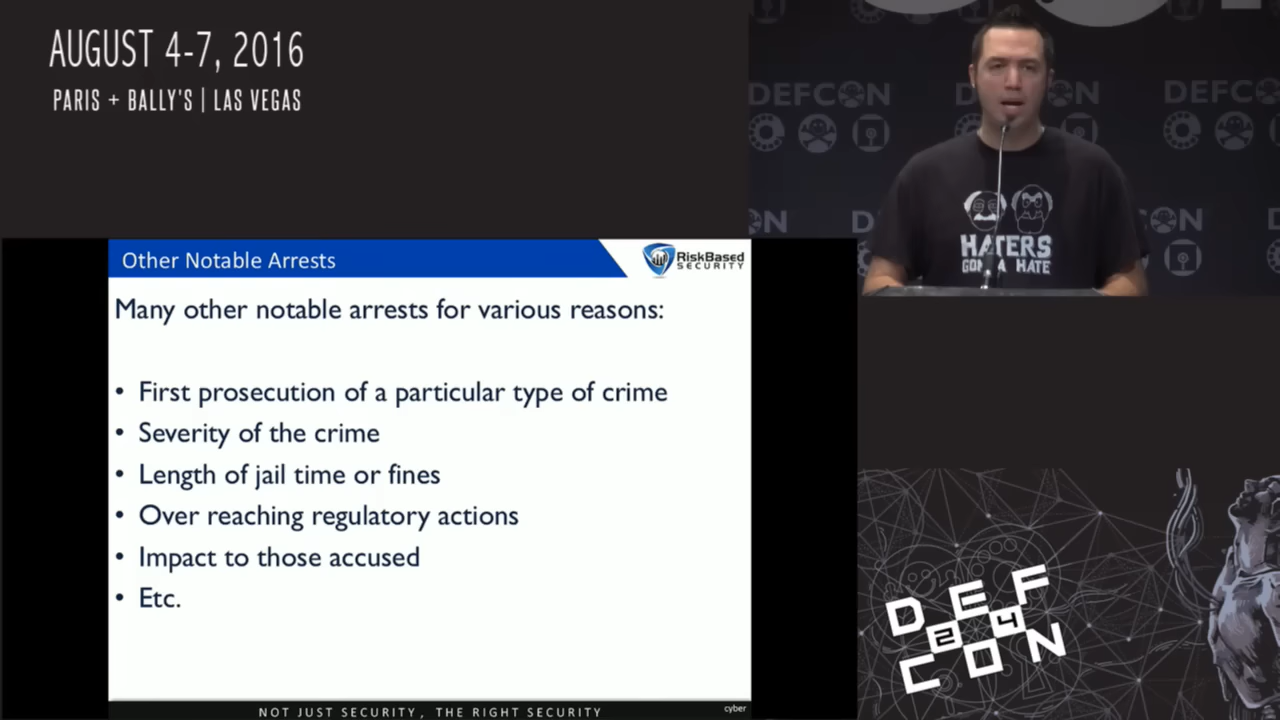 AUGUST 4-7, 2016
PARIS + BALLY'S | LAS VEGAS
DEFCON
HATERS
GONNA HATE
Other Notable Arrests
RiskBased
SECURITY
Many other notable arrests for various reasons:
• First prosecution of a particular type of crime
• Severity of the crime
• Length of jail time or fines
• Over reaching regulatory actions
• Impact to those accused
• Etc.
NOT JUST SECURITY, THE RIGHT SECURITY
cyber
DEF
24
CON